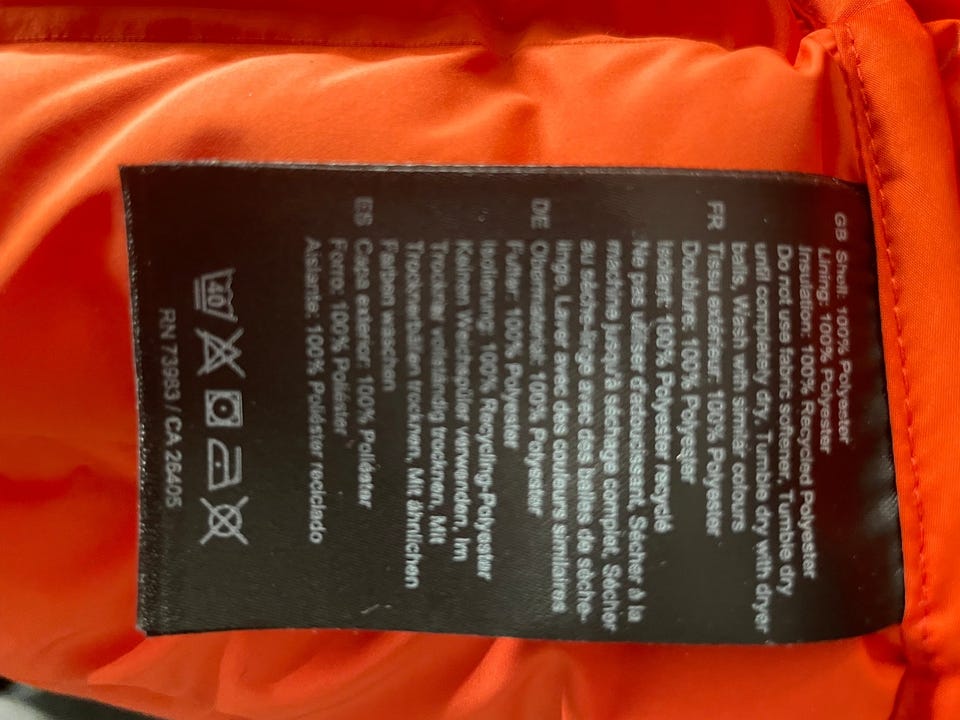 GB Shell: 100% Polyester
Lining: 100% Polyester
Insulation: 100% Recycled Polyester
Do not use fabric softener, Tumble dry
until completely dry, Tumble dry with dryer
balls, Wash with similar colours
FR Tissu extérieur: 100% Polyester
Doublure: 100% Polyester
Isolant: 100% Polyester recyclé
Ne pas utiliser d'adoucissant, Sécher à la
machine jusqu'à séchage complet, Sécher
au sèche-linge avec des balles de sèche-
linge, Laver avec des couleurs similaires
DE Obermaterial: 100% Polyester
Futter: 100% Polyester
Isolierung: 100% Recycling-Polyester
Keinen Weichspüler verwenden, Im
Trockner vollständig trocknen, Mit
Trocknerbällen trocknen, Mit ähnlichen
Farben waschen
ES Capa exterior: 100% Poliéster
Forro: 100% Poliéster
Aislante: 100% Poliéster reciclado
40
RN 73983 / CA 26405